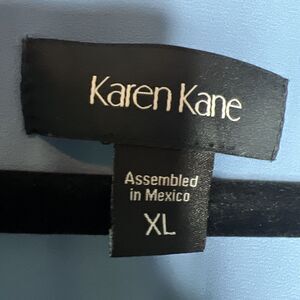 Karen Kane
Assembled
in Mexico
XL